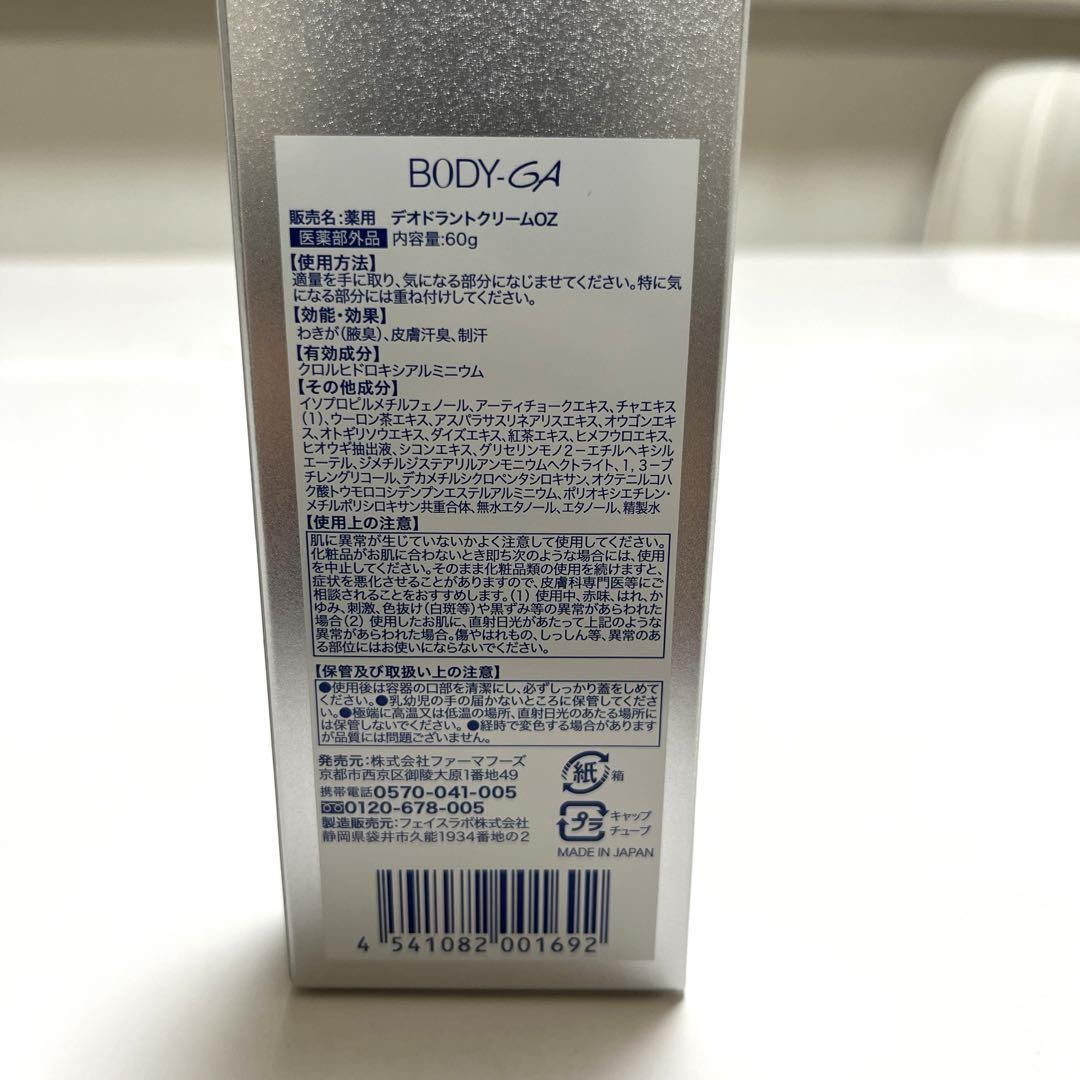 BODY-GA
販売名:薬用 デオドラントクリームOZ
医薬部外品 内容量:60g
【使用方法】
適量を手に取り、気になる部分になじませてください。特に気
になる部分には重ね付けしてください。
【効能・効果】
わきが(腋臭)、皮膚汗臭、制汗
【有効成分】
クロルヒドロキシアルミニウム
【その他成分】
イソプロピルメチルフェノール、アーティチョークエキス、チャエキス
(1)、ウーロン茶エキス、アスパラサスリネアリスエキス、オウゴンエキ
ス、オトギリソウエキス、ダイズエキス、紅茶エキス、ヒメフウロエキス、
ヒオウギ抽出液、シコンエキス、グリセリンモノ2-エチルヘキシル
エーテル、ジメチルジステアリルアンモニウムヘクトライト、1,3-ブ
チレングリコール、デカメチルシクロペンタシロキサン、オクテニルコハ
ク酸トウモロコシデンプンエステルアルミニウム、ポリオキシエチレン・
メチルポリシロキサン共重合体、無水エタノール、エタノール、精製水
【使用上の注意】
肌に異常が生じていないかよく注意して使用してください。
化粧品がお肌に合わないとき即ち次のような場合には、使用
を中止してください。そのまま化粧品類の使用を続けますと、
症状を悪化させることがありますので、皮膚科専門医等にご
相談されることをおすすめします。(1) 使用中、赤味、はれ、か
ゆみ、刺激、色抜け(白斑等)や黒ずみ等の異常があらわれた
場合(2) 使用したお肌に、直射日光があたって上記のような
異常があらわれた場合。傷やはれもの、しっしん等、異常のあ
る部位にはお使いにならないでください。
【保管及び取扱い上の注意】
●使用後は容器の口部を清潔にし、必ずしっかり蓋をしめて
ください。●乳幼児の手の届かないところに保管してくださ
い。●極端に高温又は低温の場所、直射日光のあたる場所に
は保管しないでください。●経時で変色する場合があります
が品質には問題ございません。
発売元:株式会社ファーマフーズ
京都市西京区御陵大原1番地49
携帯電話0570-041-005
0120-678-005
製造販売元:フェイスラボ株式会社
静岡県袋井市久能1934番地の2
紙 箱
プラ キャップ
チューブ
MADE IN JAPAN
4 541082 001692